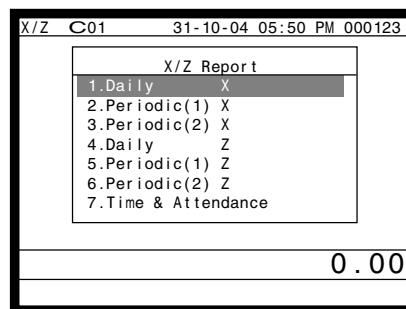 X/Z C01 31-10-04 05:50 PM 000123
X/Z Report
1.Daily X
2.Periodic(1) X
3.Periodic(2) X
4.Daily Z
5.Periodic(1) Z
6.Periodic(2) Z
7.Time & Attendance
0.00